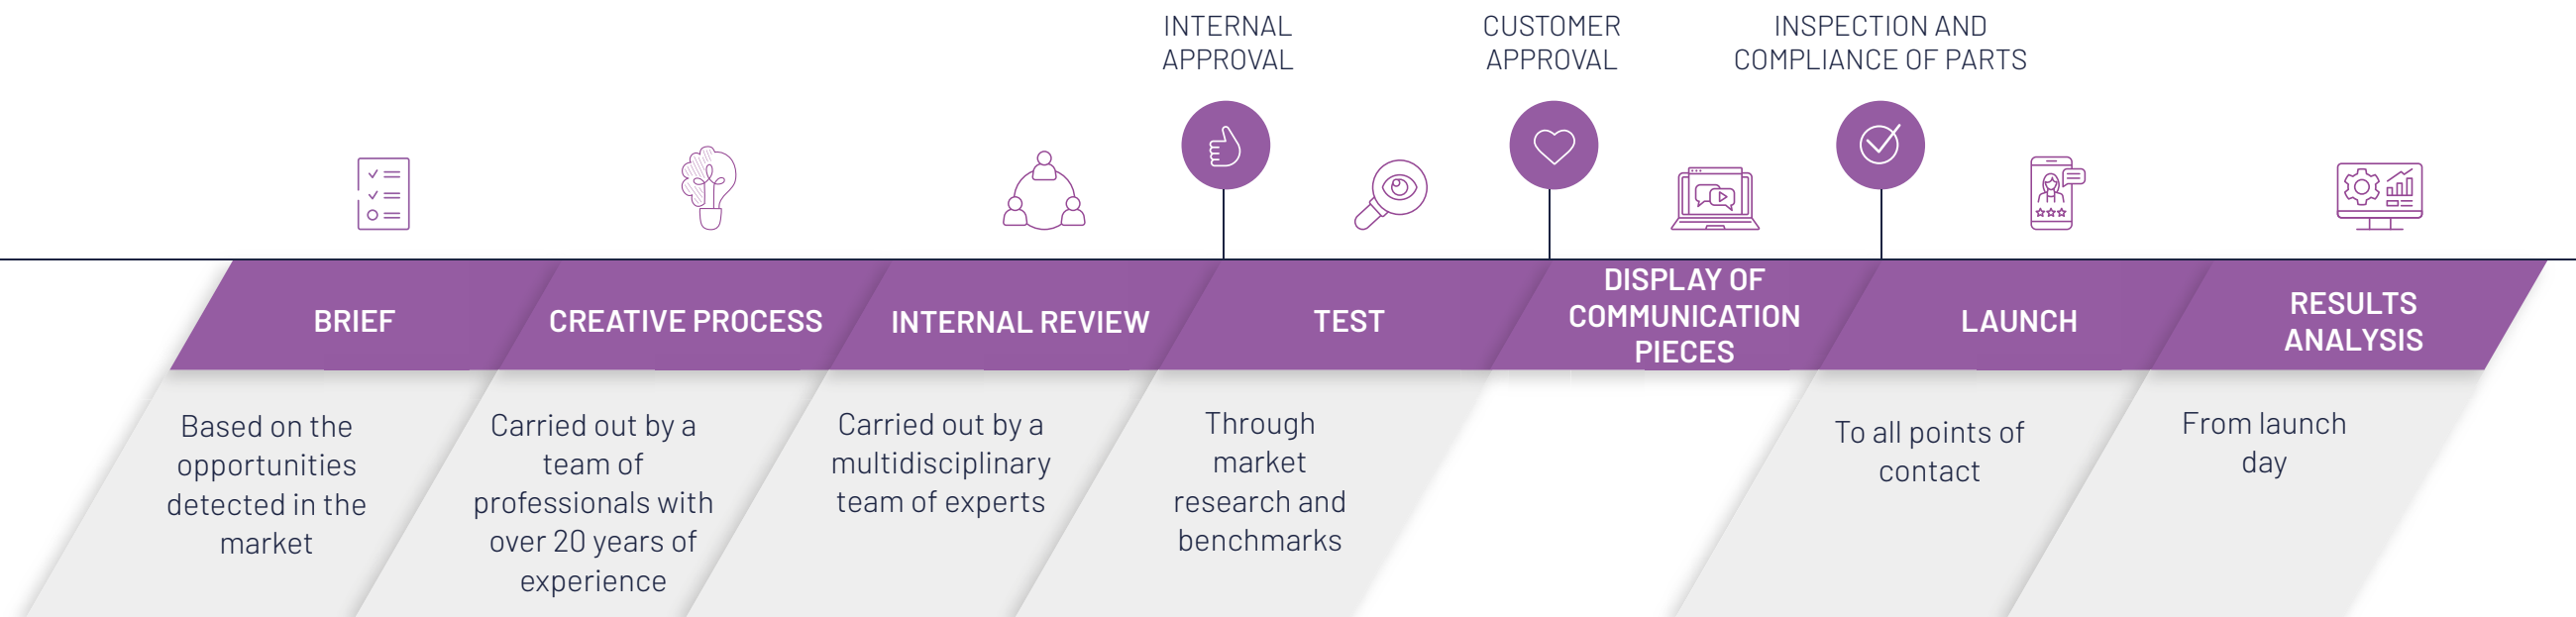 INTERNAL
APPROVAL
CUSTOMER
APPROVAL
INSPECTION AND
COMPLIANCE OF PARTS
BRIEF
CREATIVE PROCESS
INTERNAL REVIEW
TEST
DISPLAY OF
COMMUNICATION
PIECES
LAUNCH
RESULTS
ANALYSIS
Based on the
opportunities
detected in the
market
Carried out by a
team of
professionals with
over 20 years of
experience
Carried out by a
multidisciplinary
team of experts
Through
market
research and
benchmarks
To all points of
contact
From launch
day